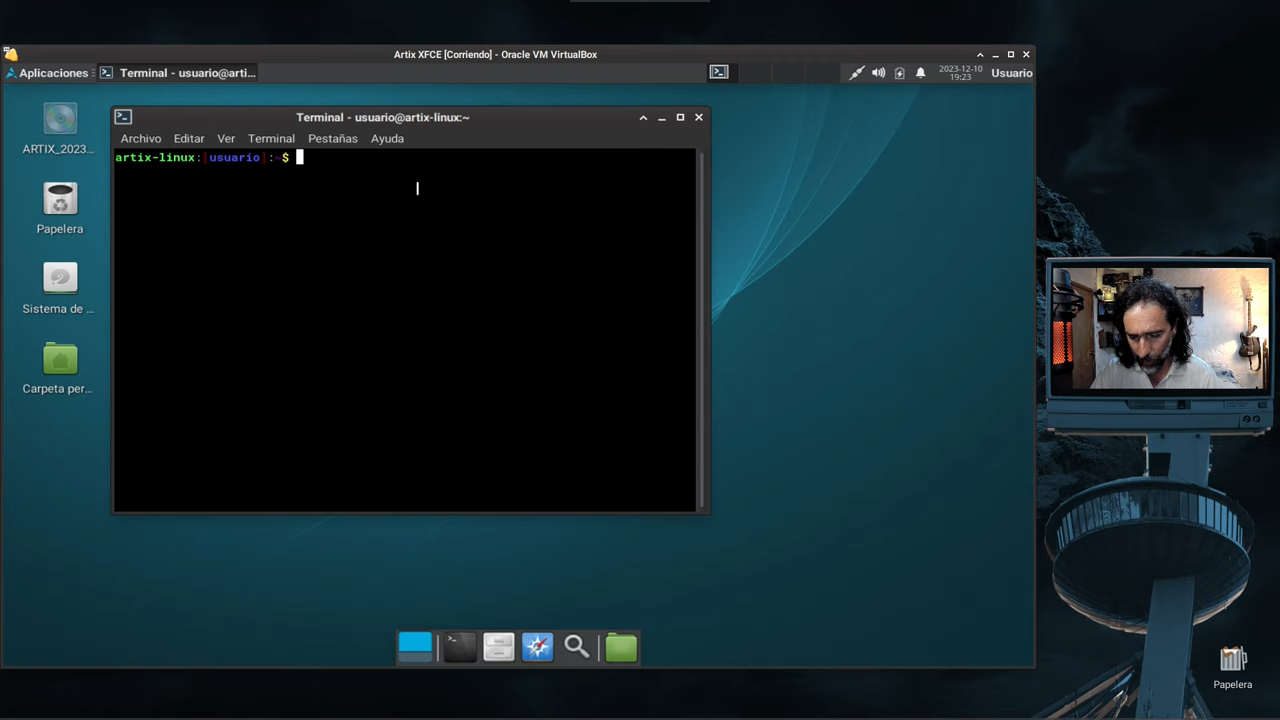 Artix XFCE [Corriendo] - Oracle VM VirtualBox
Aplicaciones
Terminal - usuario@arti...
2023-12-10
19:23
Usuario
ARTIX_2023...
Papelera
Sistema de ...
Carpeta per...
Terminal - usuario@artix-linux:~
Archivo Editar Ver Terminal Pestañas Ayuda
artix-linux:[usuario]:~$
Papelera